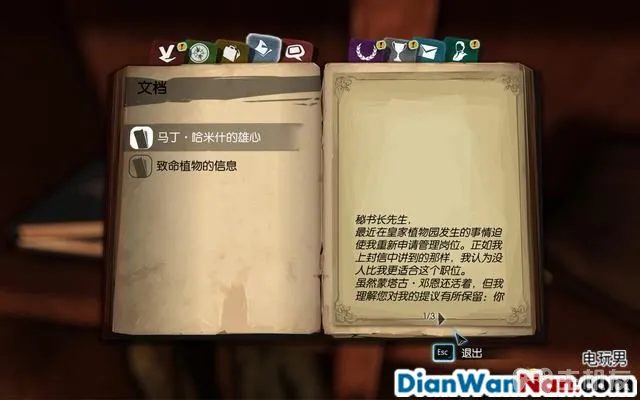 文档
马丁·哈米什的雄心
致命植物的信息
秘书长先生,
最近在皇家植物园发生的事情迫
使我重新申请管理岗位。正如我
上封信中讲到的那样，我认为没
人比我更适合这个职位。
虽然蒙塔古·邓恩还活着，但我
理解您对我的提议有所保留；你
1/3
Esc 退出
电玩男
DianWanNan.com